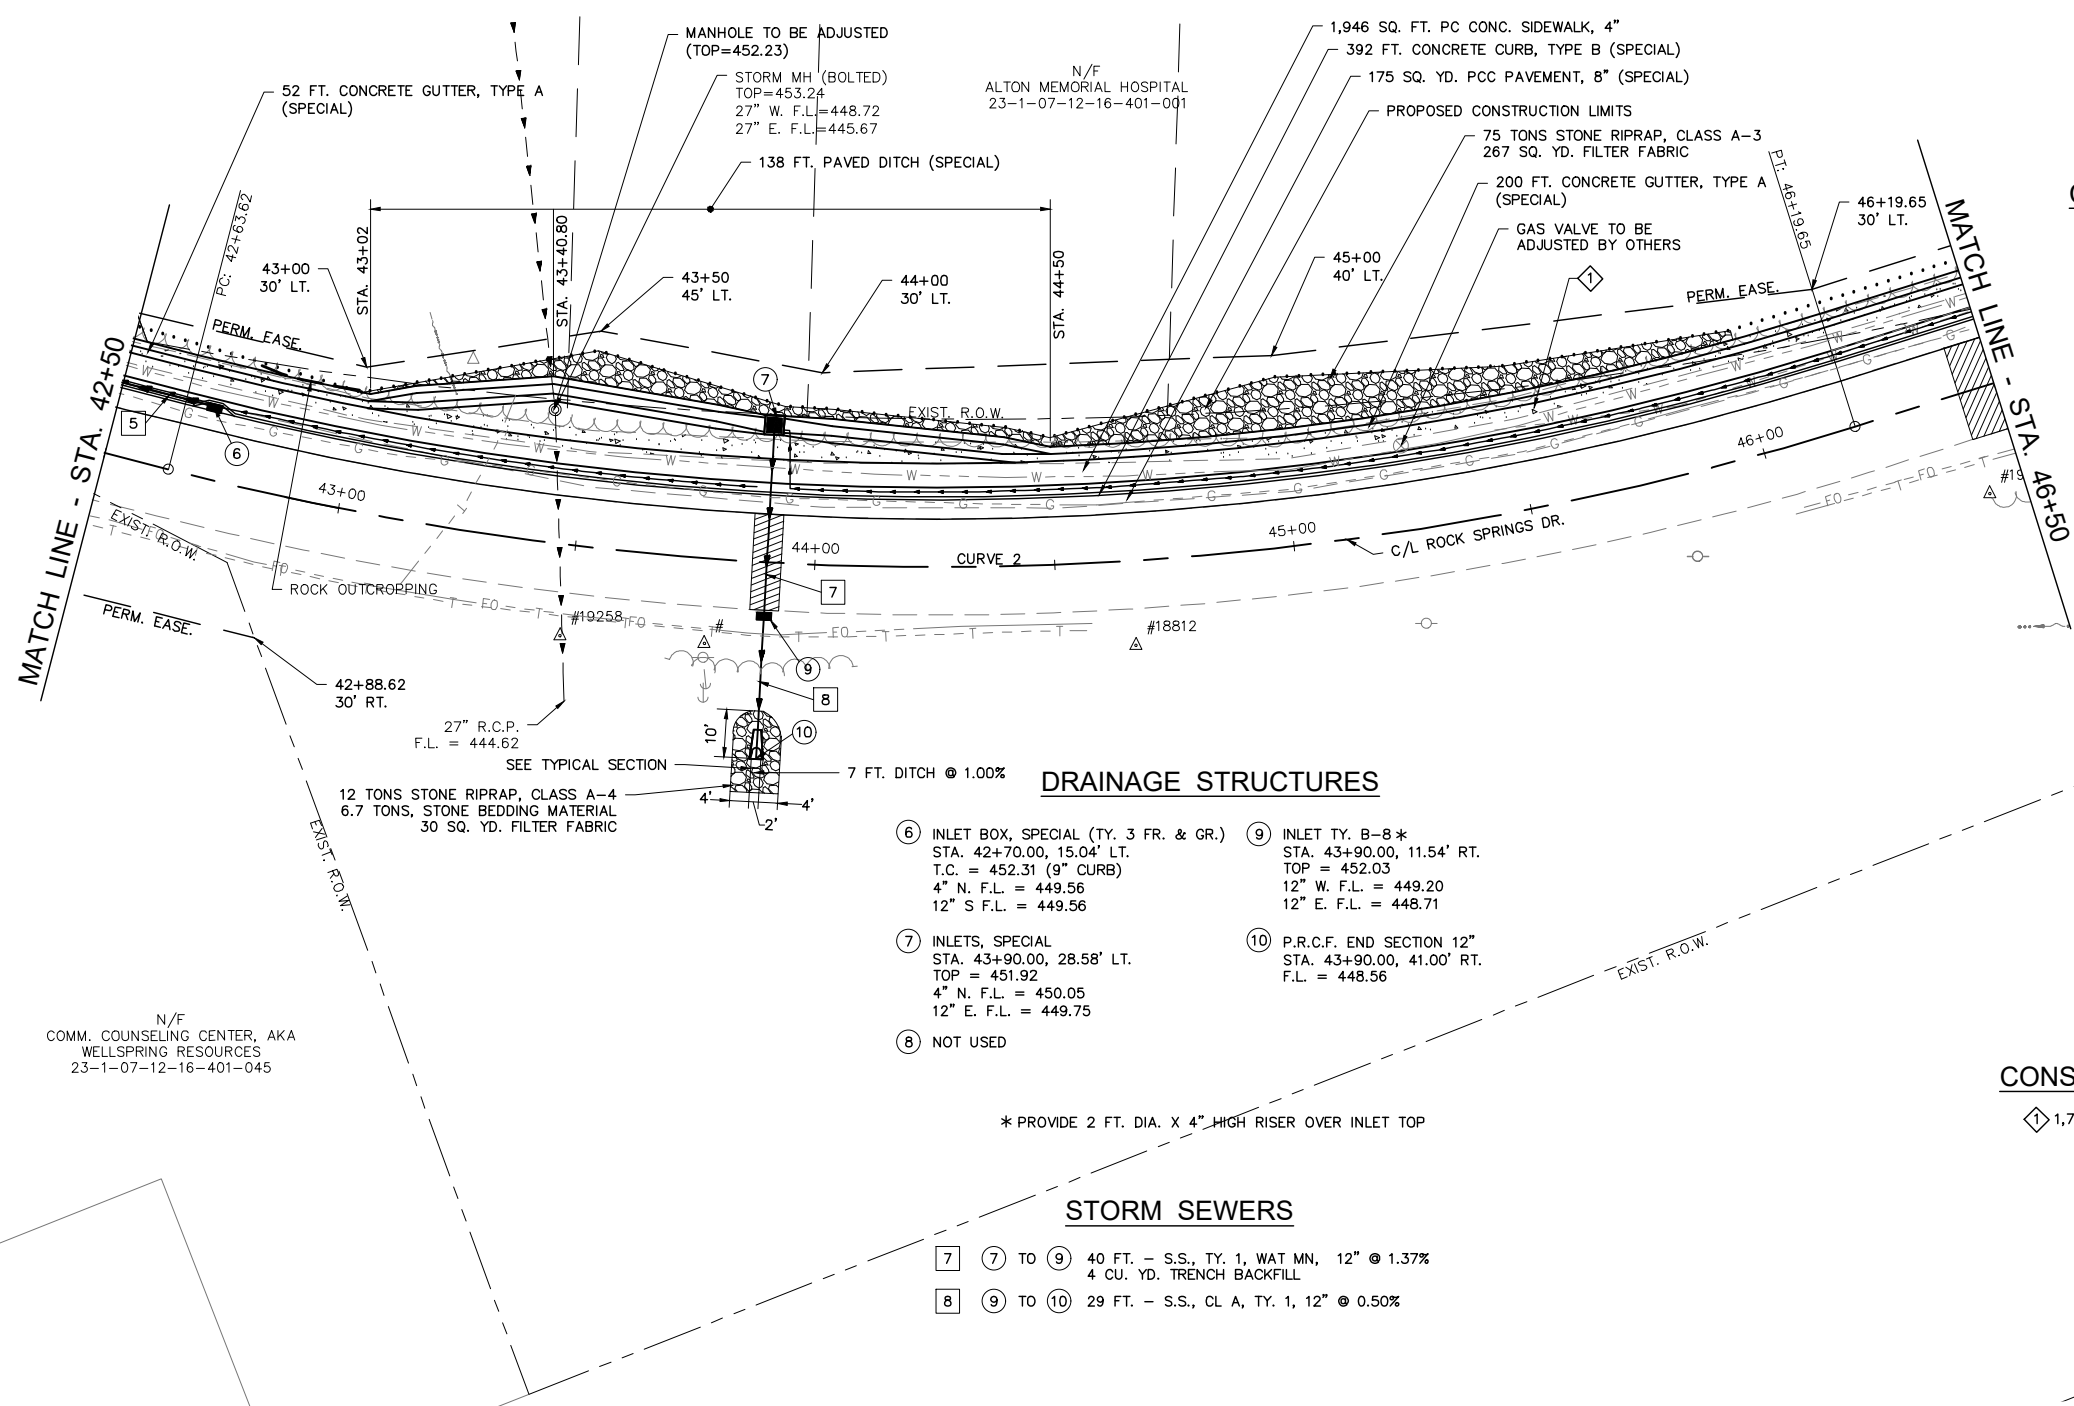 1,946 SQ. FT. PC CONC. SIDEWALK, 4"
392 FT. CONCRETE CURB, TYPE B (SPECIAL)
175 SQ. YD. PCC PAVEMENT, 8" (SPECIAL)
PROPOSED CONSTRUCTION LIMITS
75 TONS STONE RIPRAP, CLASS A-3
267 SQ. YD. FILTER FABRIC
200 FT. CONCRETE GUTTER, TYPE A
(SPECIAL)
GAS VALVE TO BE
ADJUSTED BY OTHERS
1
MANHOLE TO BE ADJUSTED
(TOP=452.23)
STORM MH (BOLTED)
TOP=453.24
27" W. F.L.=448.72
27" E. F.L.=445.67
138 FT. PAVED DITCH (SPECIAL)
N/F
ALTON MEMORIAL HOSPITAL
23-1-07-12-16-401-001
52 FT. CONCRETE GUTTER, TYPE A
(SPECIAL)
PC: 42+63.62
43+00
30' LT.
STA. 43+02
STA. 43+40.80
43+50
45' LT.
44+00
30' LT.
STA. 44+50
45+00
40' LT.
PT: 46+19.65
46+19.65
30' LT.
PERM. EASE.
PERM. EASE.
EXIST. R.O.W.
MATCH LINE - STA. 42+50
MATCH LINE - STA. 46+50
5
6
7
43+00
44+00
45+00
46+00
CURVE 2
C/L ROCK SPRINGS DR.
EXIST. R.O.W.
ROCK OUTCROPPING
PERM. EASE.
7
#19258
#
#18812
#19
9
8
42+88.62
30' RT.
27" R.C.P.
F.L. = 444.62
10'
10
SEE TYPICAL SECTION
7 FT. DITCH @ 1.00%
12 TONS STONE RIPRAP, CLASS A-4
6.7 TONS, STONE BEDDING MATERIAL
30 SQ. YD. FILTER FABRIC
4'
4'
2'
EXIST. R.O.W.
EXIST. R.O.W.
DRAINAGE STRUCTURES
6 INLET BOX, SPECIAL (TY. 3 FR. & GR.)
STA. 42+70.00, 15.04' LT.
T.C. = 452.31 (9" CURB)
4" N. F.L. = 449.56
12" S F.L. = 449.56
7 INLETS, SPECIAL
STA. 43+90.00, 28.58' LT.
TOP = 451.92
4" N. F.L. = 450.05
12" E. F.L. = 449.75
8 NOT USED
9 INLET TY. B-8 *
STA. 43+90.00, 11.54' RT.
TOP = 452.03
12" W. F.L. = 449.20
12" E. F.L. = 448.71
10 P.R.C.F. END SECTION 12"
STA. 43+90.00, 41.00' RT.
F.L. = 448.56
N/F
COMM. COUNSELING CENTER, AKA
WELLSPRING RESOURCES
23-1-07-12-16-401-045
* PROVIDE 2 FT. DIA. X 4" HIGH RISER OVER INLET TOP
CONS
1 1,7
STORM SEWERS
7 7 TO 9 40 FT. - S.S., TY. 1, WAT MN, 12" @ 1.37%
4 CU. YD. TRENCH BACKFILL
8 9 TO 10 29 FT. - S.S., CL A, TY. 1, 12" @ 0.50%